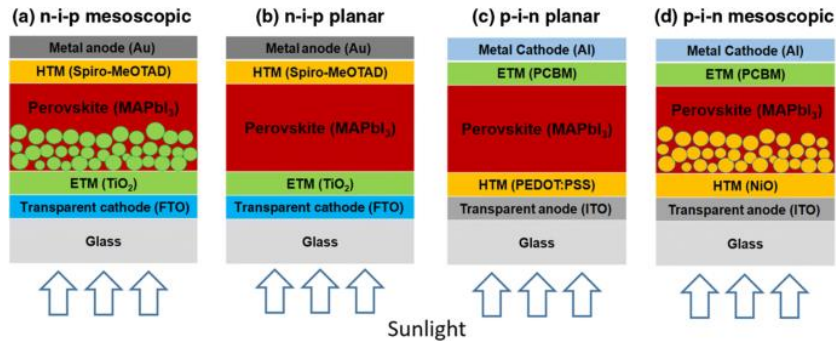 (a) n-i-p mesoscopic
Metal anode (Au)
HTM (Spiro-MeOTAD)
Perovskite (MAPbI₃)
ETM (TiO₂)
Transparent cathode (FTO)
Glass
(b) n-i-p planar
Metal anode (Au)
HTM (Spiro-MeOTAD)
Perovskite (MAPbI₃)
ETM (TiO₂)
Transparent cathode (FTO)
Glass
(c) p-i-n planar
Metal Cathode (Al)
ETM (PCBM)
Perovskite (MAPbI₃)
HTM (PEDOT:PSS)
Transparent anode (ITO)
Glass
(d) p-i-n mesoscopic
Metal Cathode (Al)
ETM (PCBM)
Perovskite (MAPbI₃)
HTM (NiO)
Transparent anode (ITO)
Glass
Sunlight